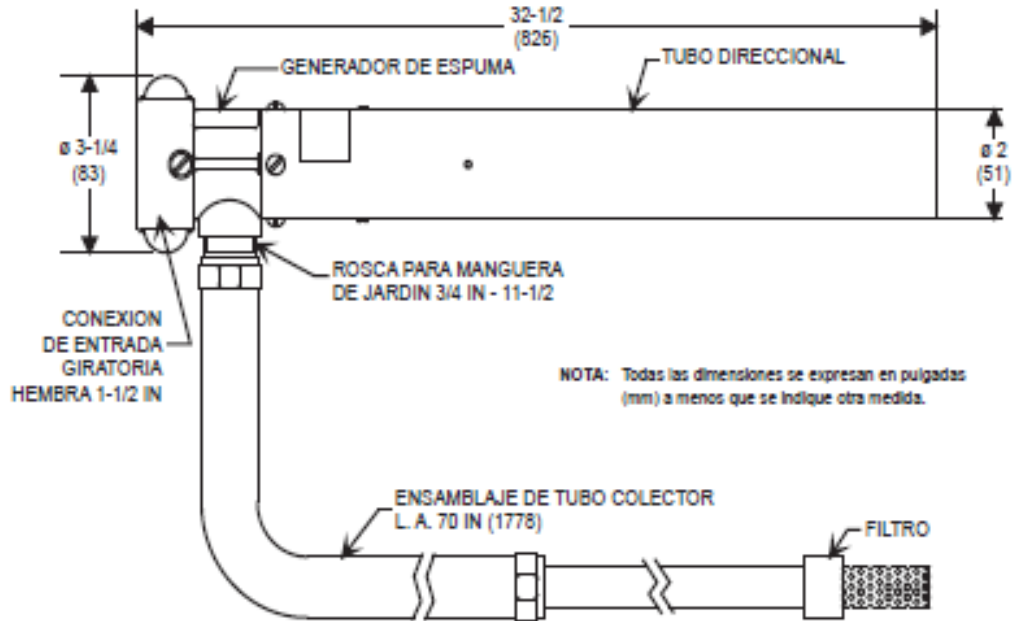 32-1/2
(826)
GENERADOR DE ESPUMA
TUBO DIRECCIONAL
ø 3-1/4
(83)
ø 2
(51)
ROSCA PARA MANGUERA
DE JARDIN 3/4 IN - 11-1/2
CONEXION
DE ENTRADA
GIRATORIA
HEMBRA 1-1/2 IN
NOTA: Todas las dimensiones se expresan en pulgadas
(mm) a menos que se indique otra medida.
ENSAMBLAJE DE TUBO COLECTOR
L. A. 70 IN (1778)
FILTRO